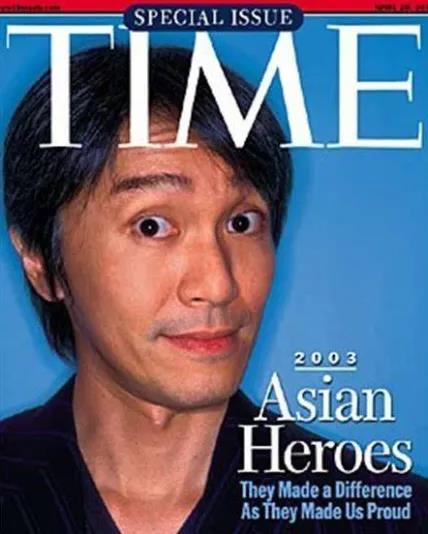 SPECIAL ISSUE
TIME
2003
Asian
Heroes
They Made a Difference
As They Made Us Proud